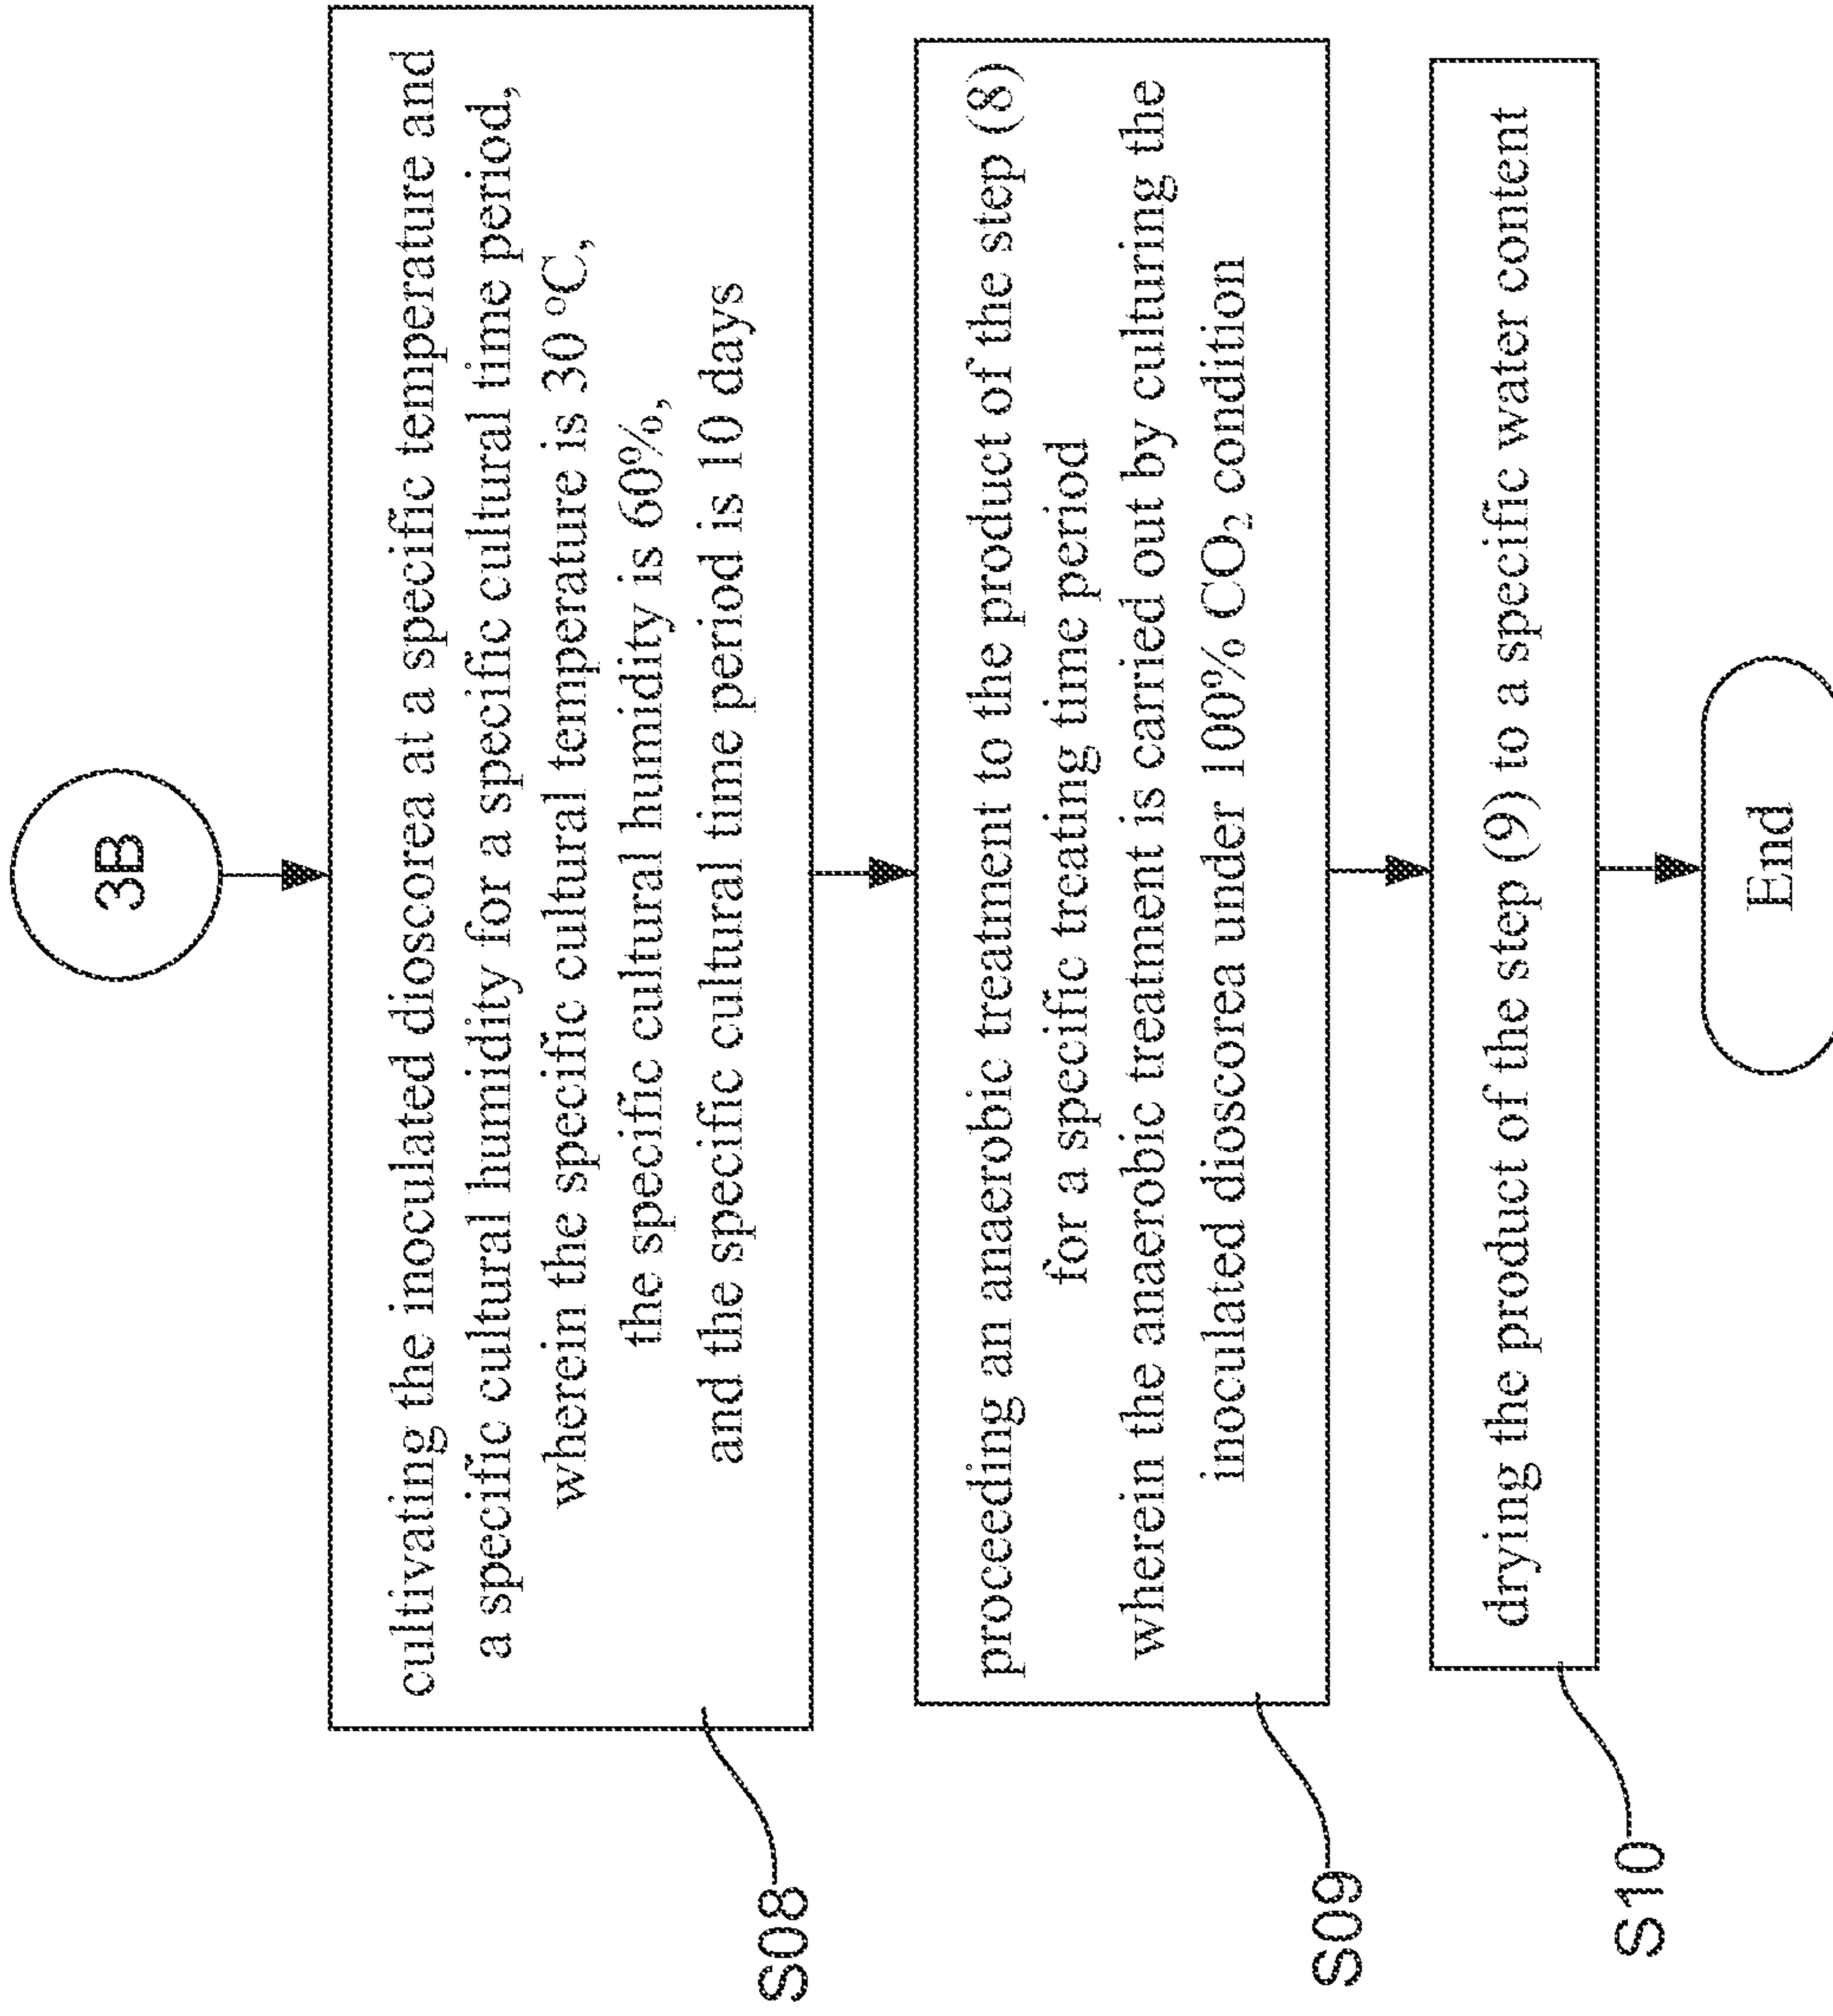 3B
cultivating the inoculated dioscorea at a specific temperature and
a specific cultural humidity for a specific cultural time period,
wherein the specific cultural temperature is 30 °C,
the specific cultural humidity is 60%,
and the specific cultural time period is 10 days
S08
proceeding an anaerobic treatment to the product of the step (8)
for a specific treating time period
wherein the anaerobic treatment is carried out by culturing the
inoculated dioscorea under 100% CO₂ condition
S09
drying the product of the step (9) to a specific water content
S10
End